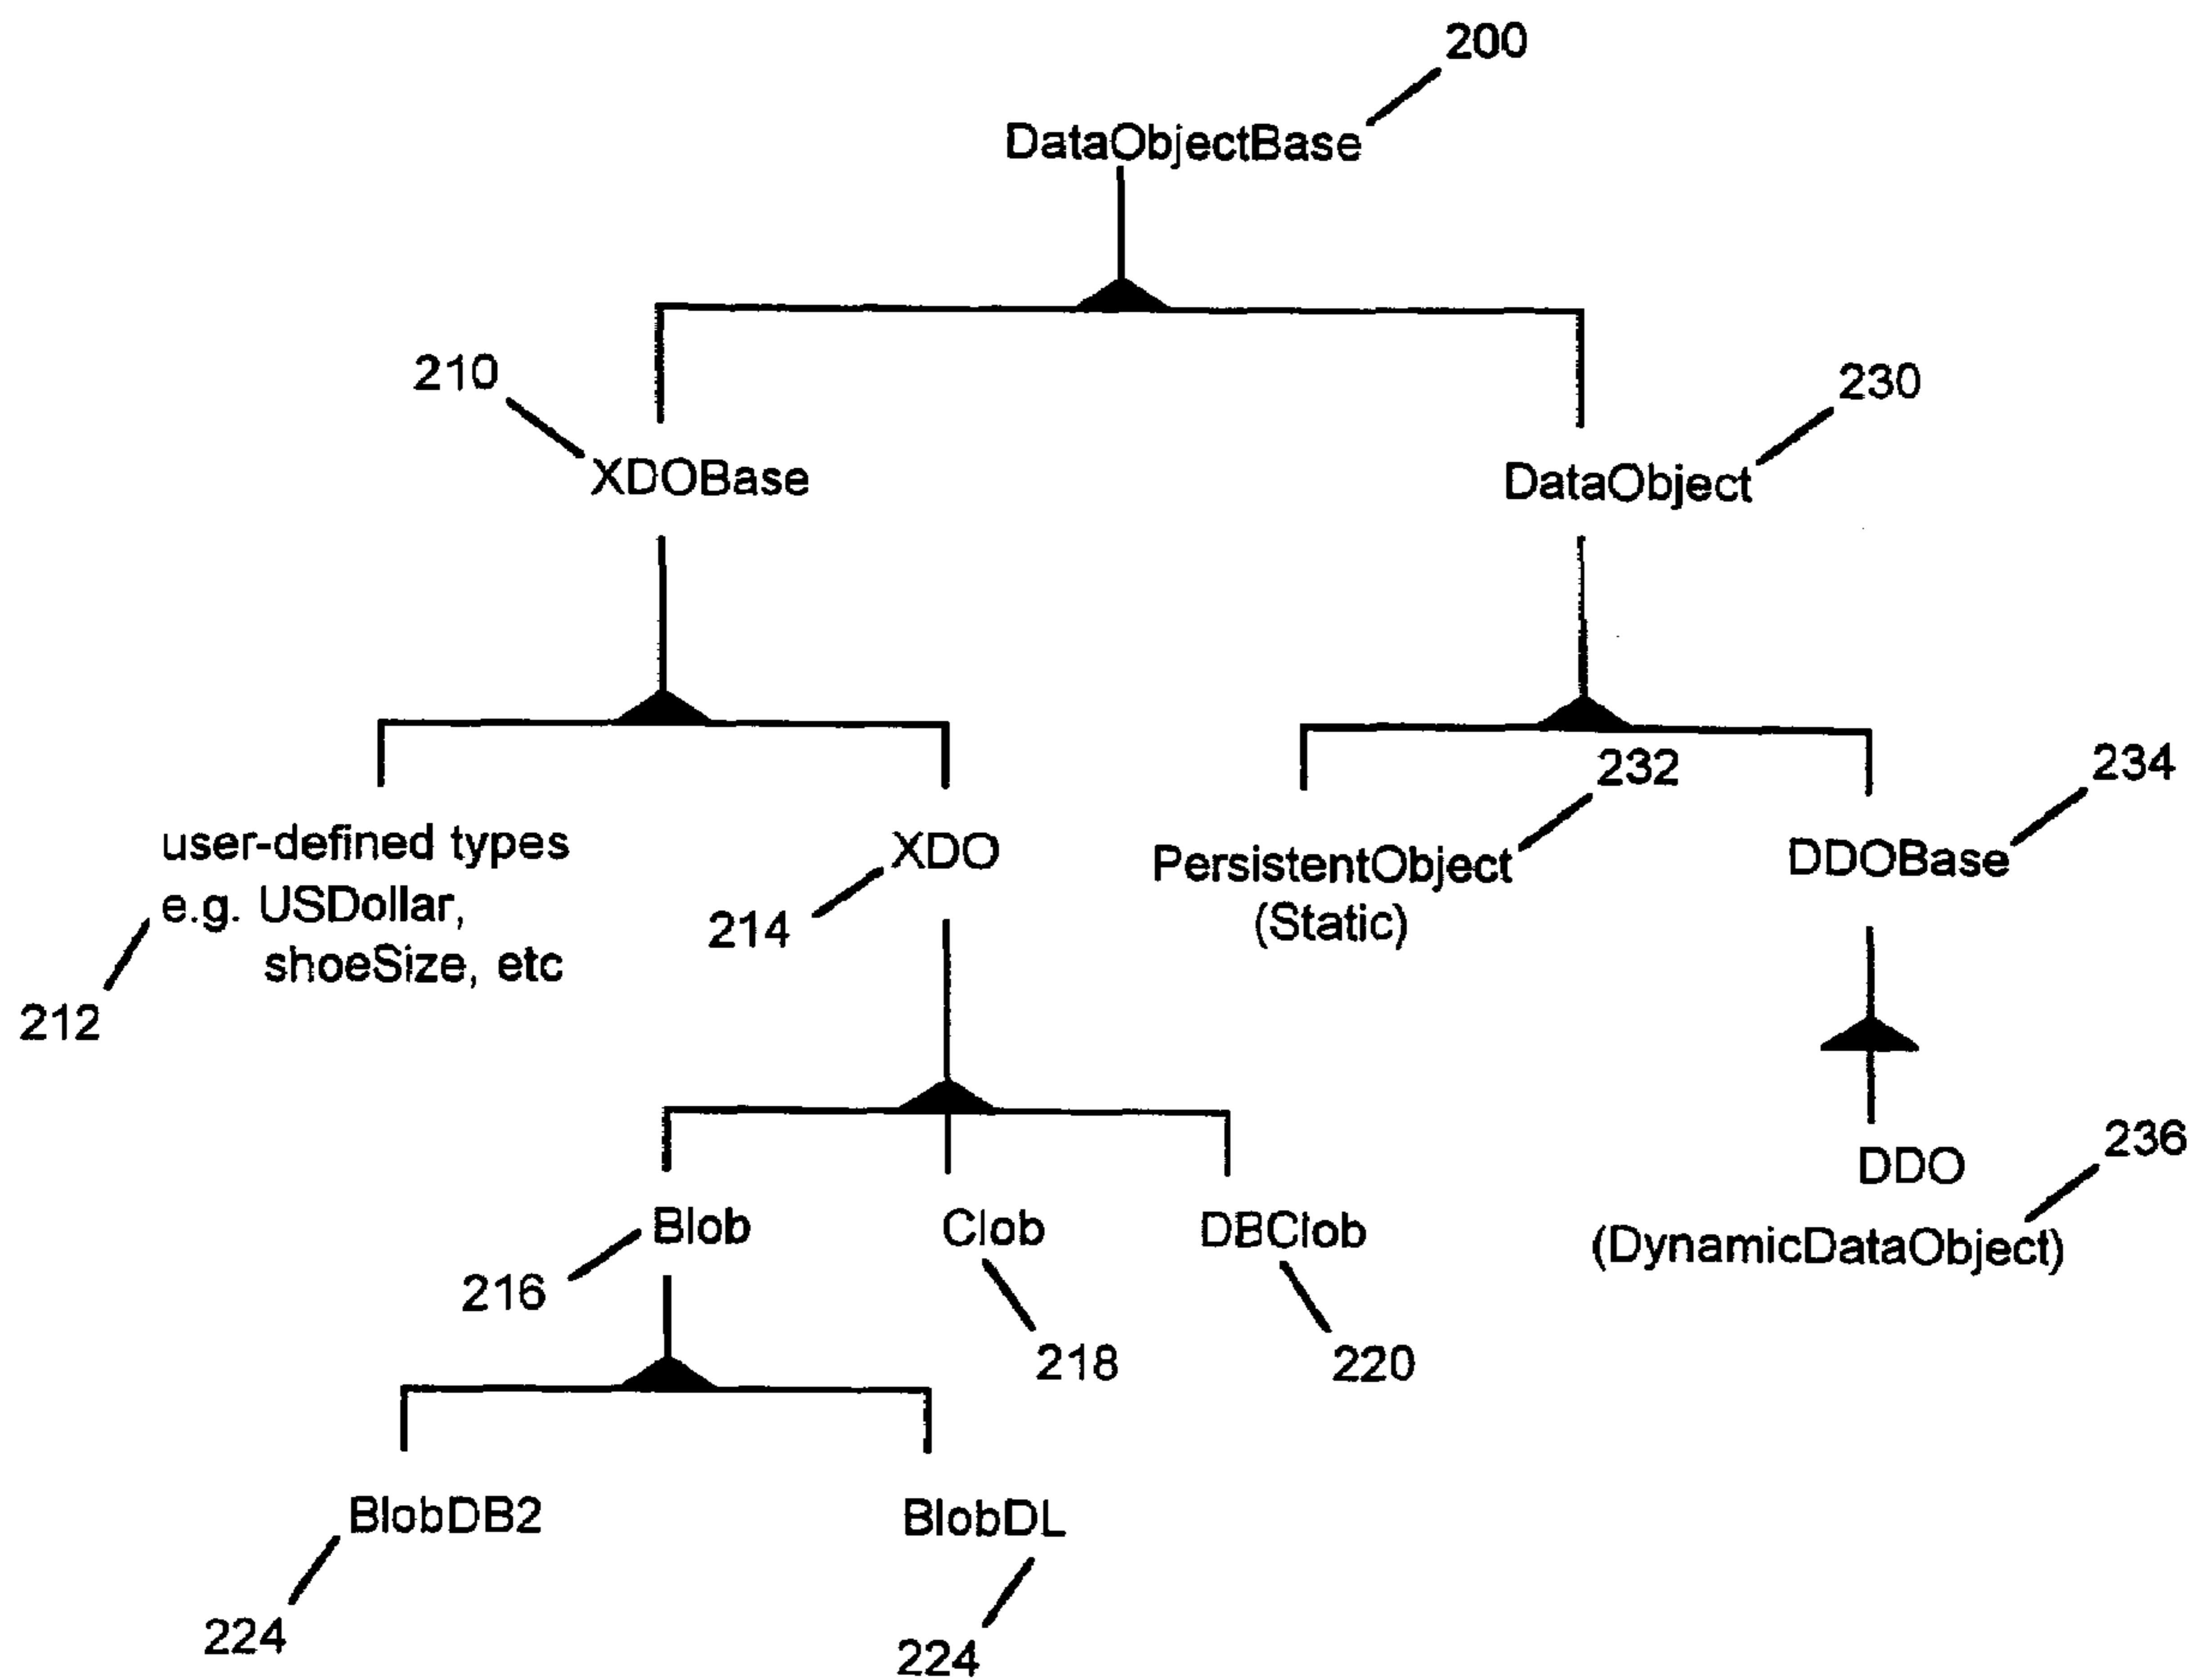 200
DataObjectBase
210
230
XDOBase
DataObject
232
234
user-defined types
e.g. USDollar,
shoeSize, etc
XDO
PersistentObject
(Static)
DDOBase
214
212
236
DDO
(DynamicDataObject)
Blob
Clob
DBClob
216
218
220
BlobDB2
BlobDL
224
224